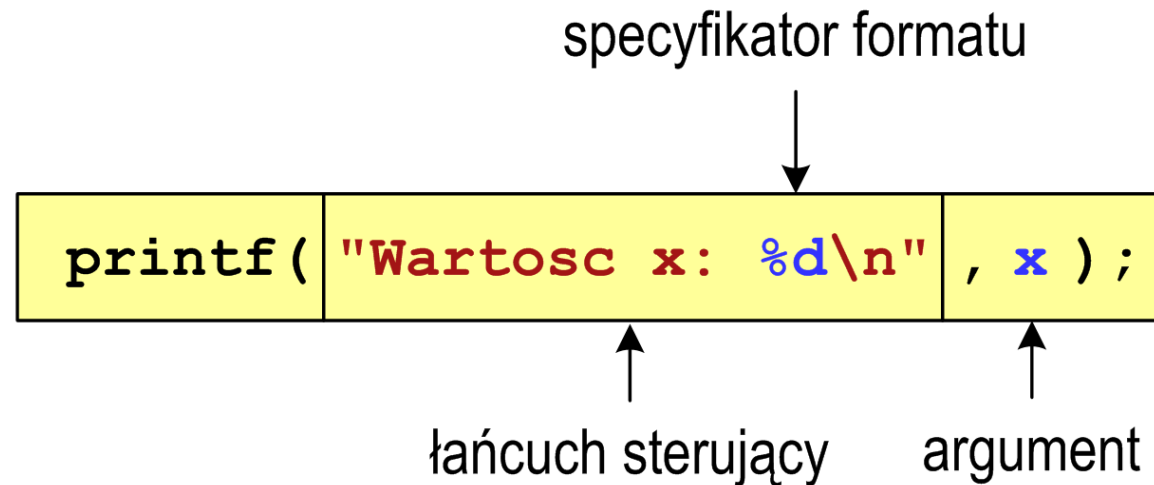 specyfikator formatu
printf( "Wartosc x: %d\n" , x );
łańcuch sterujący
argument